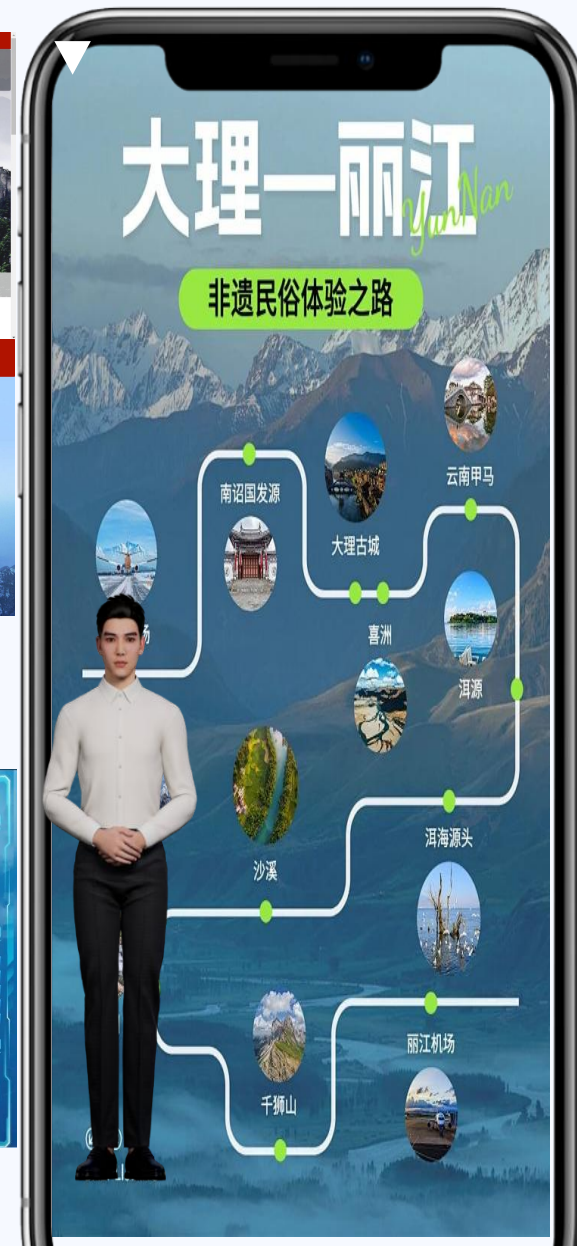 大理一丽江
YunNan
非遗民俗体验之路
云南甲马
南诏国发源
大理古城
场
喜洲
洱源
洱海源头
沙溪
丽江机场
千狮山